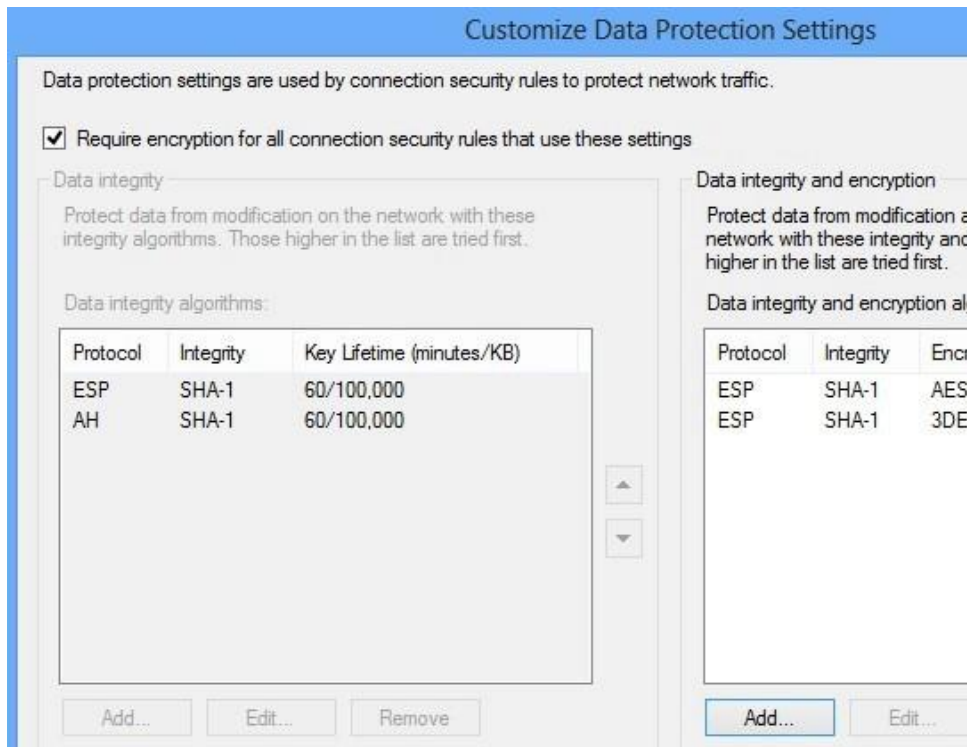 Customize Data Protection Settings
Data protection settings are used by connection security rules to protect network traffic.
Require encryption for all connection security rules that use these settings
Data integrity
Protect data from modification on the network with these
integrity algorithms. Those higher in the list are tried first.
Data integrity algorithms:
Protocol Integrity Key Lifetime (minutes/KB)
ESP SHA-1 60/100,000
AH SHA-1 60/100,000
Add... Edit... Remove
Data integrity and encryption
Protect data from modification a
network with these integrity and
higher in the list are tried first.
Data integrity and encryption al
Protocol Integrity Encr
ESP SHA-1 AES
ESP SHA-1 3DE
Add... Edit...